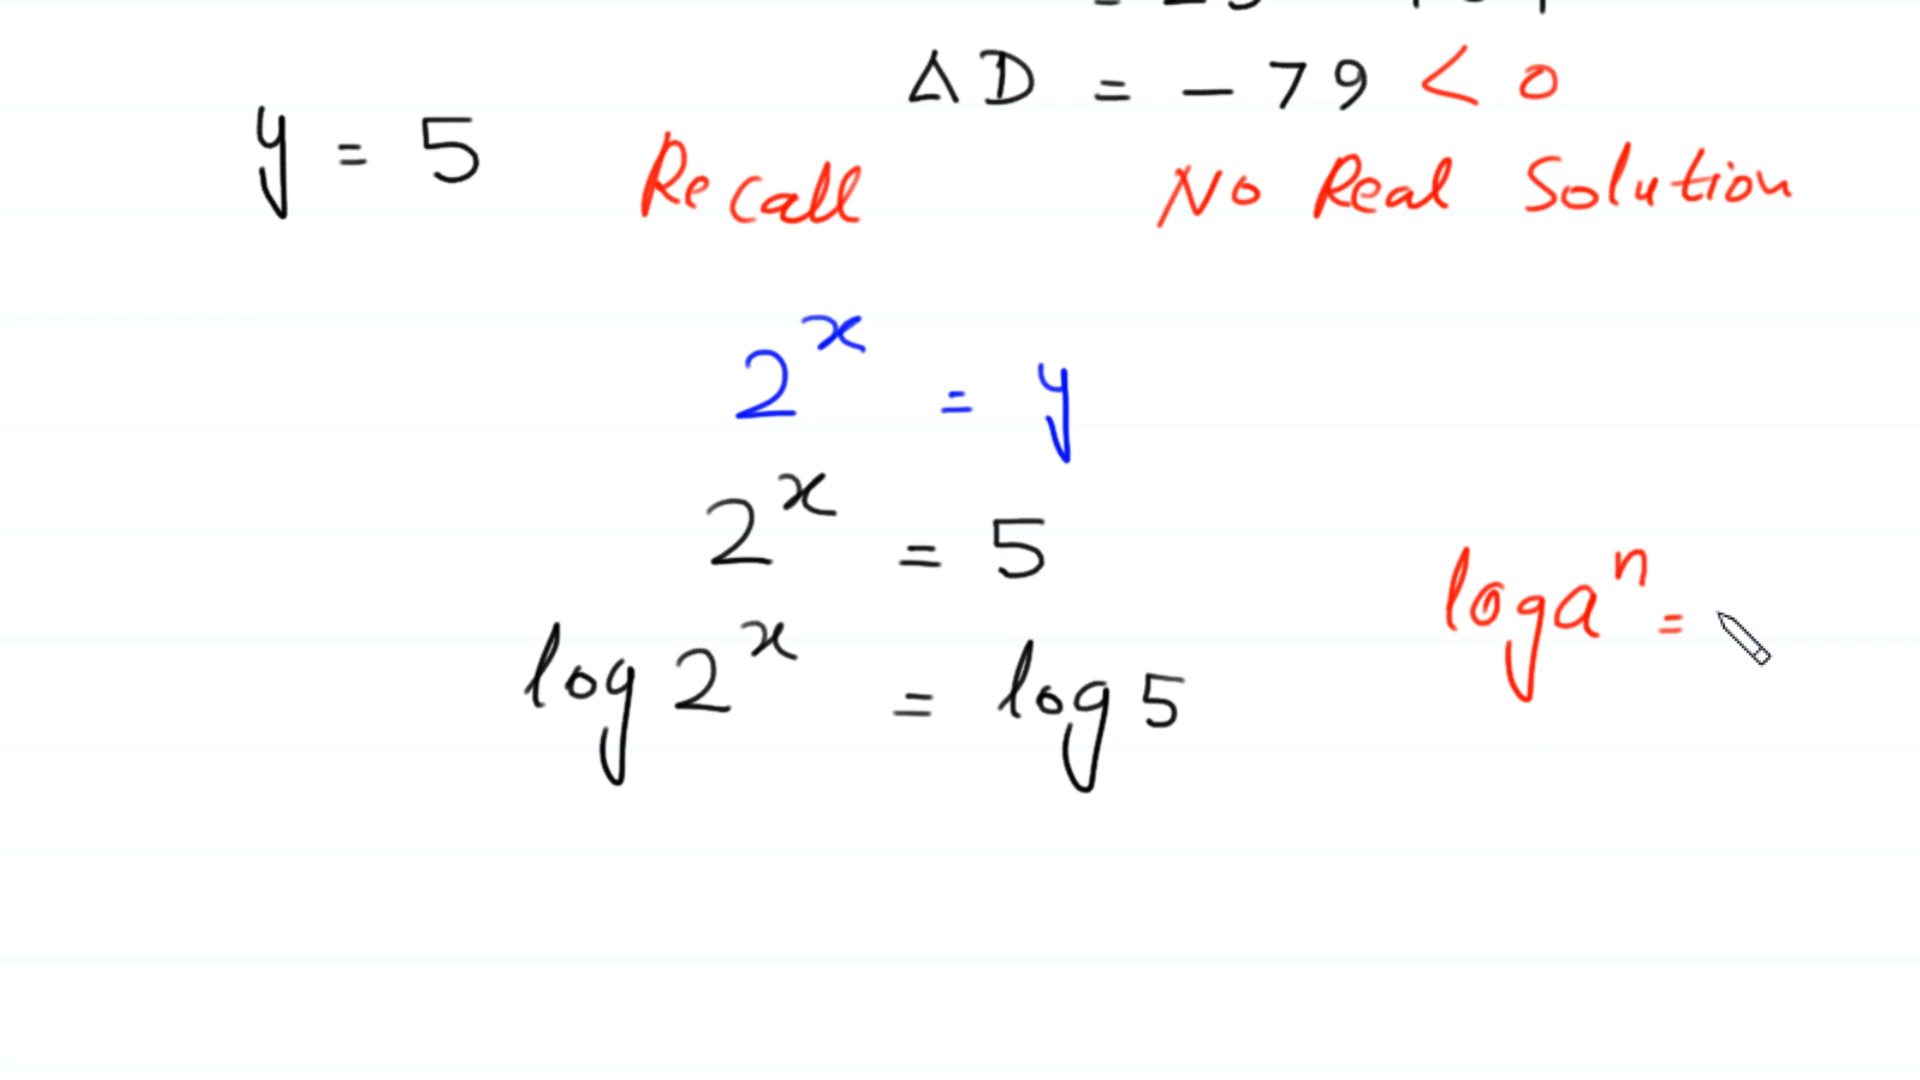 ΔD = - 79 < 0
y = 5 Recall No Real Solution
2^x = y
2^x = 5
log a^n =
log 2^x = log 5